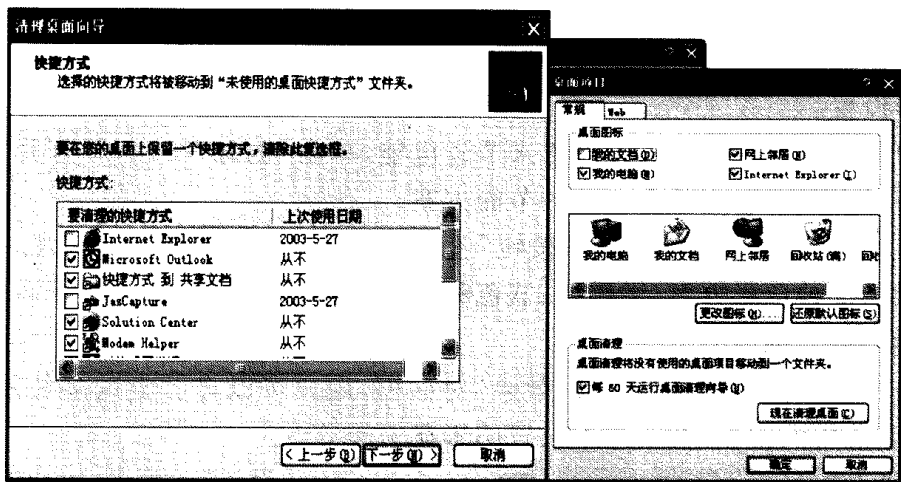 清理桌面向导
快捷方式
选择的快捷方式将被移动到“未使用的桌面快捷方式”文件夹。
要在您的桌面上保留一个快捷方式，清除此复选框。
快捷方式:
要清理的快捷方式 上次使用日期
Internet Explorer 2003-5-27
Microsoft Outlook 从不
快捷方式 到 共享文档 从不
JazCapture 2003-5-27
Solution Center 从不
Modem Helper 从不
<上一步(B) 下一步(N)> 取消
桌面项目
常规 Web
桌面图标
我的文档(D) 网上邻居(N)
我的电脑(M) Internet Explorer(I)
我的电脑 我的文档 网上邻居 回收站(满)
更改图标(H)... 还原默认图标(S)
桌面清理
桌面清理将没有使用的桌面项目移动到一个文件夹。
每 60 天运行桌面清理向导(U)
现在清理桌面(C)
确定 取消